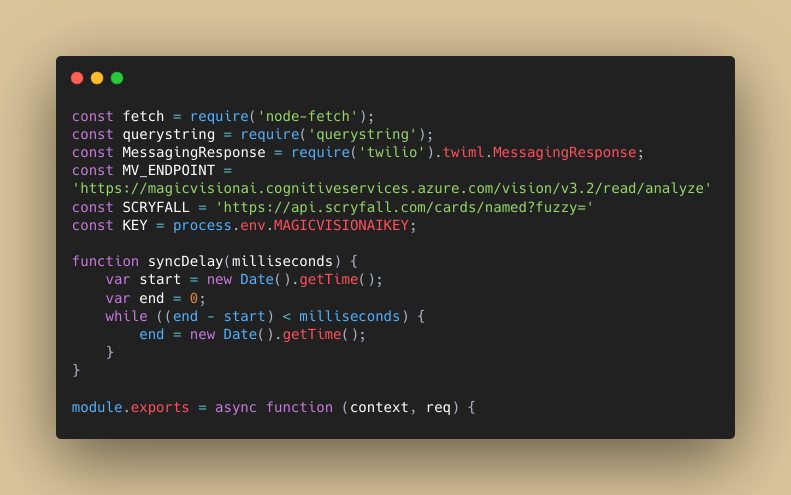 const fetch = require('node-fetch');
const querystring = require('querystring');
const MessagingResponse = require('twilio').twiml.MessagingResponse;
const MV_ENDPOINT =
'https://magicvisionai.cognitiveservices.azure.com/vision/v3.2/read/analyze'
const SCRYFALL = 'https://api.scryfall.com/cards/named?fuzzy='
const KEY = process.env.MAGICVISIONAIKEY;

function syncDelay(milliseconds) {
    var start = new Date().getTime();
    var end = 0;
    while ((end - start) < milliseconds) {
        end = new Date().getTime();
    }
}

module.exports = async function (context, req) {